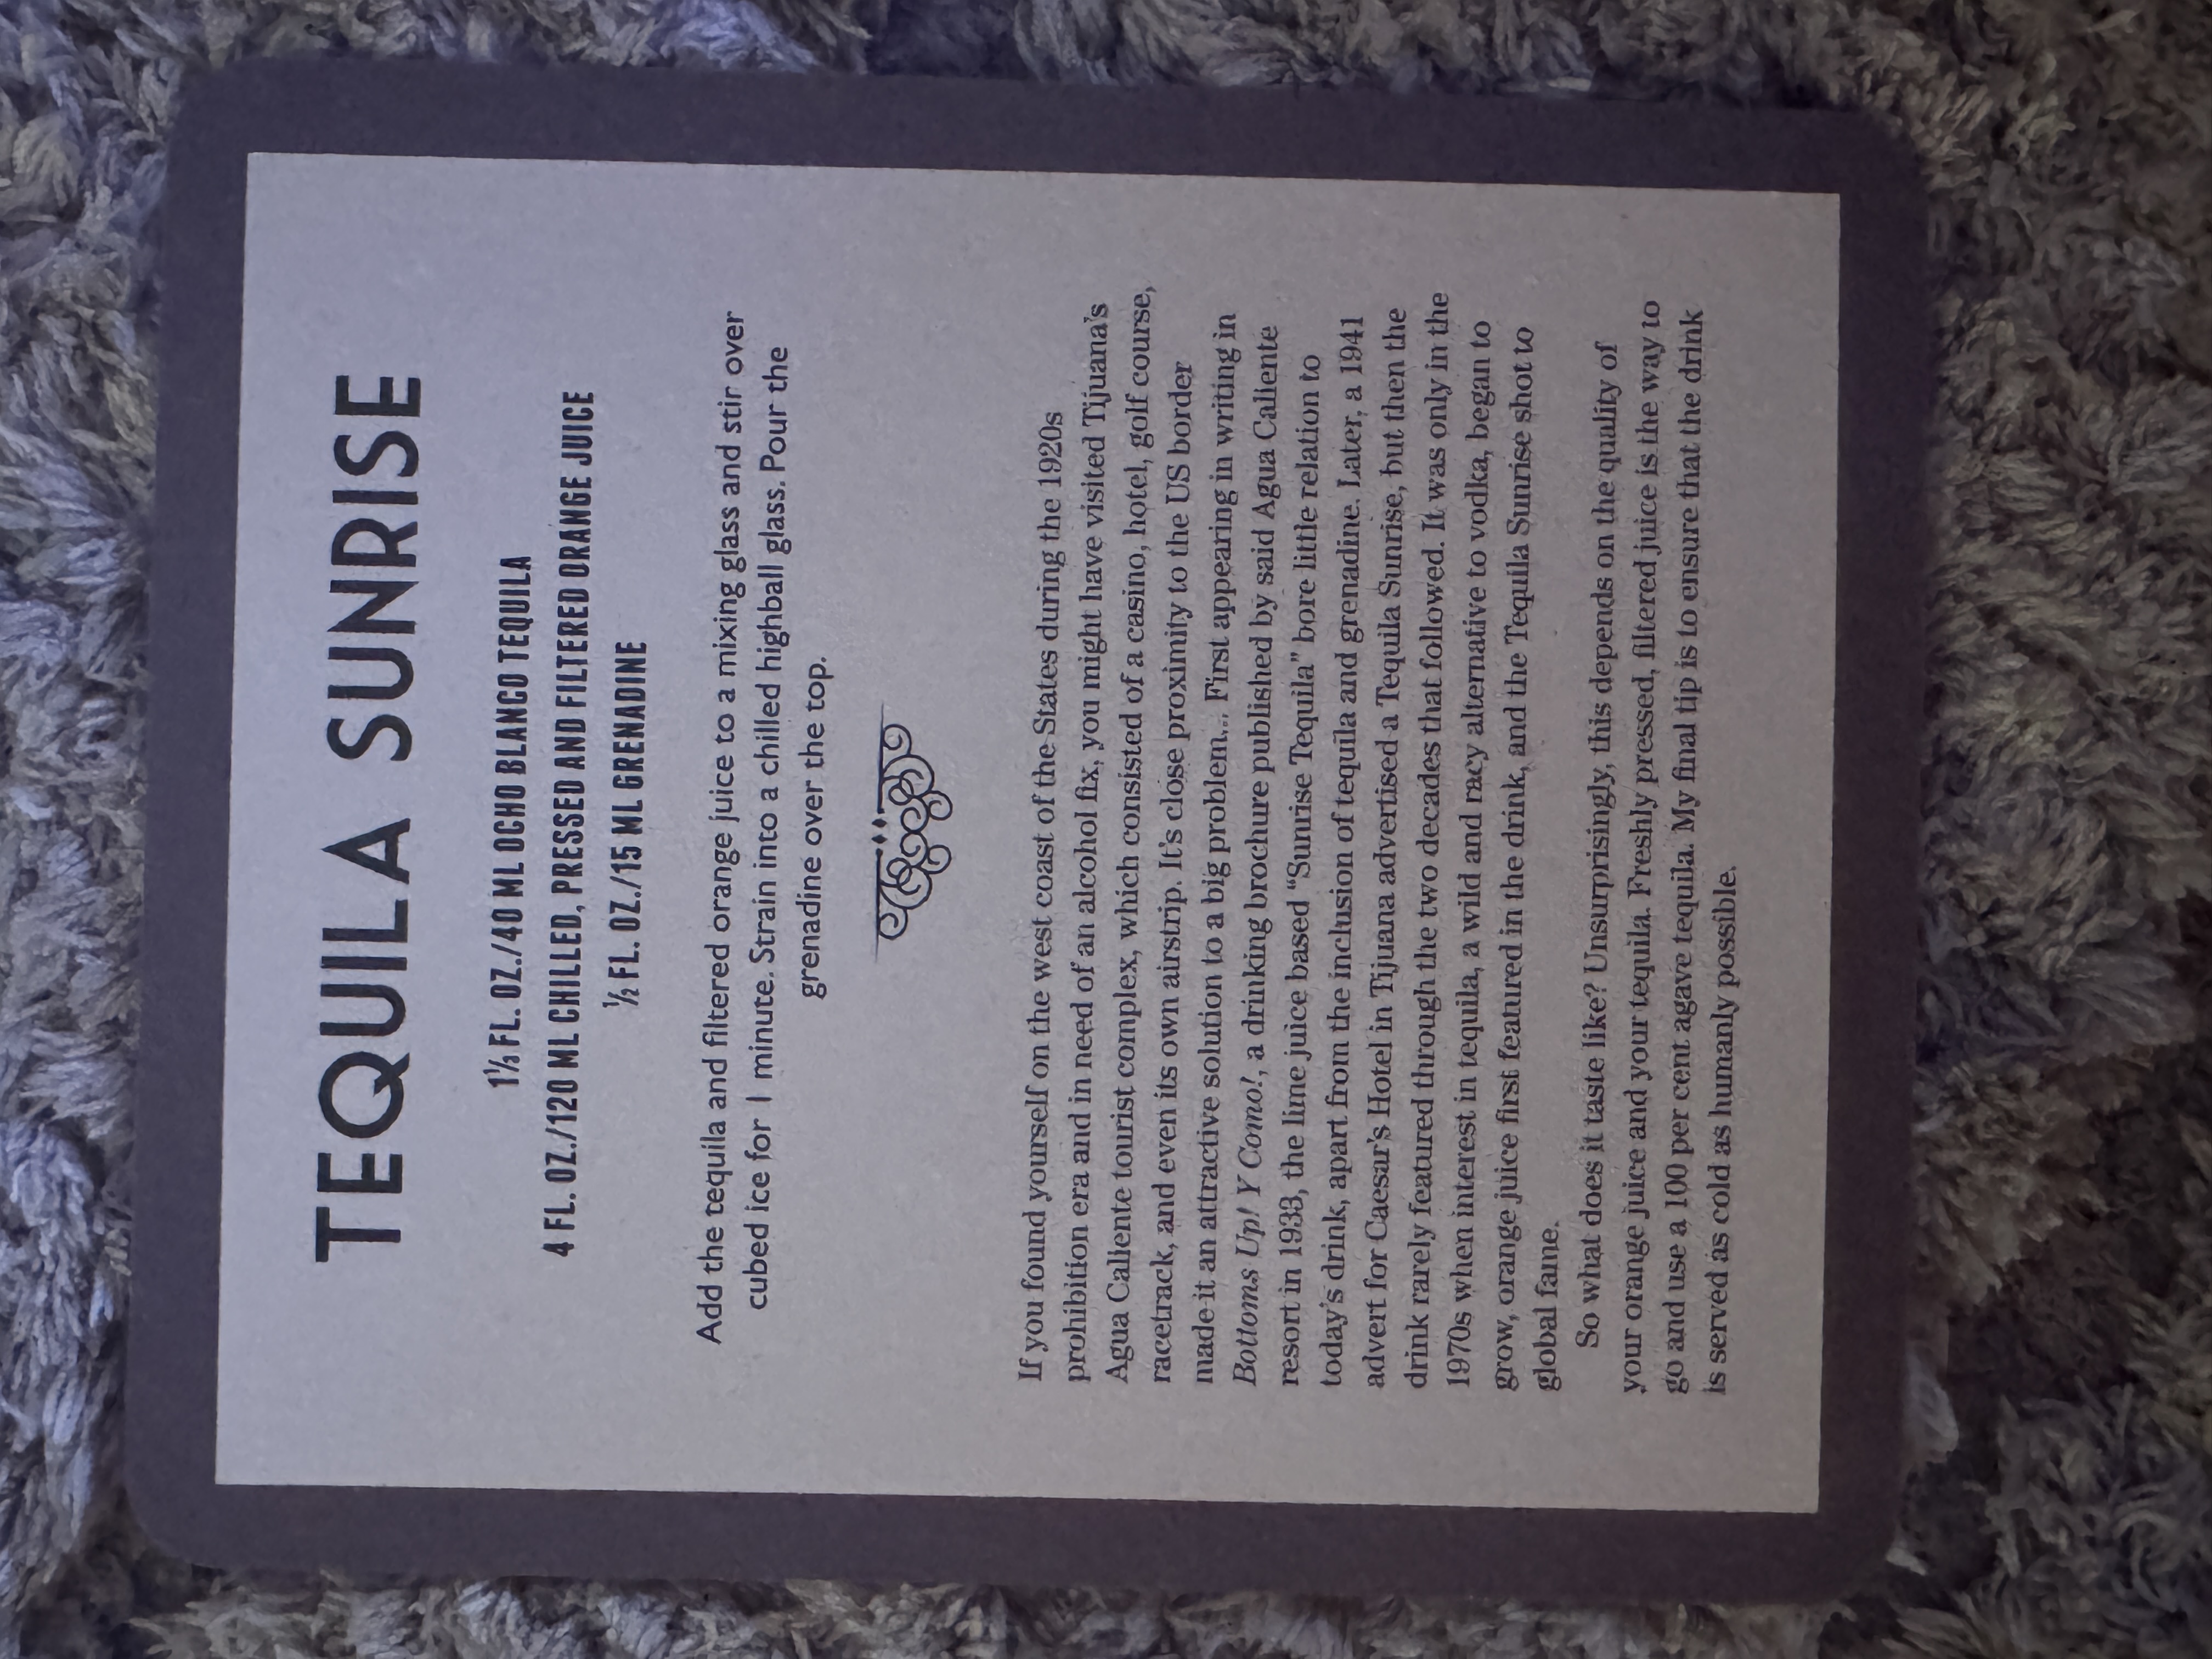 TEQUILA SUNRISE
1⅓ FL. OZ./40 ML OCHO BLANCO TEQUILA
4 FL. OZ./120 ML CHILLED, PRESSED AND FILTERED ORANGE JUICE
½ FL. OZ./15 ML GRENADINE
Add the tequila and filtered orange juice to a mixing glass and stir over
cubed ice for 1 minute. Strain into a chilled highball glass. Pour the
grenadine over the top.
If you found yourself on the west coast of the States during the 1920s
prohibition era and in need of an alcohol fix, you might have visited Tijuana's
Agua Caliente tourist complex, which consisted of a casino, hotel, golf course,
racetrack, and even its own airstrip. It's close proximity to the US border
made it an attractive solution to a big problem... First appearing in writing in
Bottoms Up! Y Como!, a drinking brochure published by said Agua Caliente
resort in 1933, the lime juice based "Sunrise Tequila" bore little relation to
today's drink, apart from the inclusion of tequila and grenadine. Later, a 1941
advert for Caesar's Hotel in Tijuana advertised a Tequila Sunrise, but then the
drink rarely featured through the two decades that followed. It was only in the
1970s when interest in tequila, a wild and racy alternative to vodka, began to
grow, orange juice first featured in the drink, and the Tequila Sunrise shot to
global fame.
So what does it taste like? Unsurprisingly, this depends on the quality of
your orange juice and your tequila. Freshly pressed, filtered juice is the way to
go and use a 100 per cent agave tequila. My final tip is to ensure that the drink
is served as cold as humanly possible.